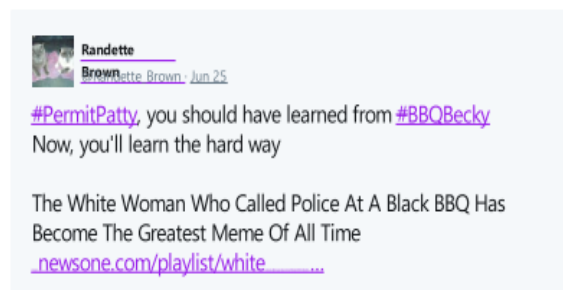 Randette
Brown
@Randette Brown · Jun 25
#PermitPatty, you should have learned from #BBQBecky
Now, you'll learn the hard way
The White Woman Who Called Police At A Black BBQ Has
Become The Greatest Meme Of All Time
newsone.com/playlist/white...